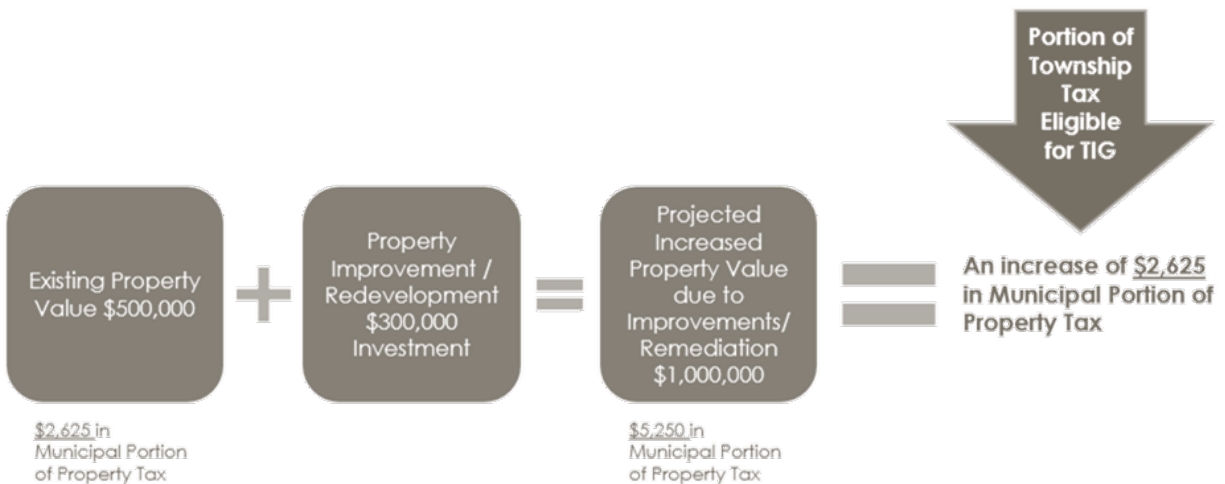 Portion of
Township
Tax
Eligible
for TIG
Existing Property
Value $500,000
Property
Improvement /
Redevelopment
$300,000
Investment
Projected
Increased
Property Value
due to
Improvements/
Remediation
$1,000,000
An increase of $2,625
in Municipal Portion of
Property Tax
$2,625 in
Municipal Portion
of Property Tax
$5,250 in
Municipal Portion
of Property Tax